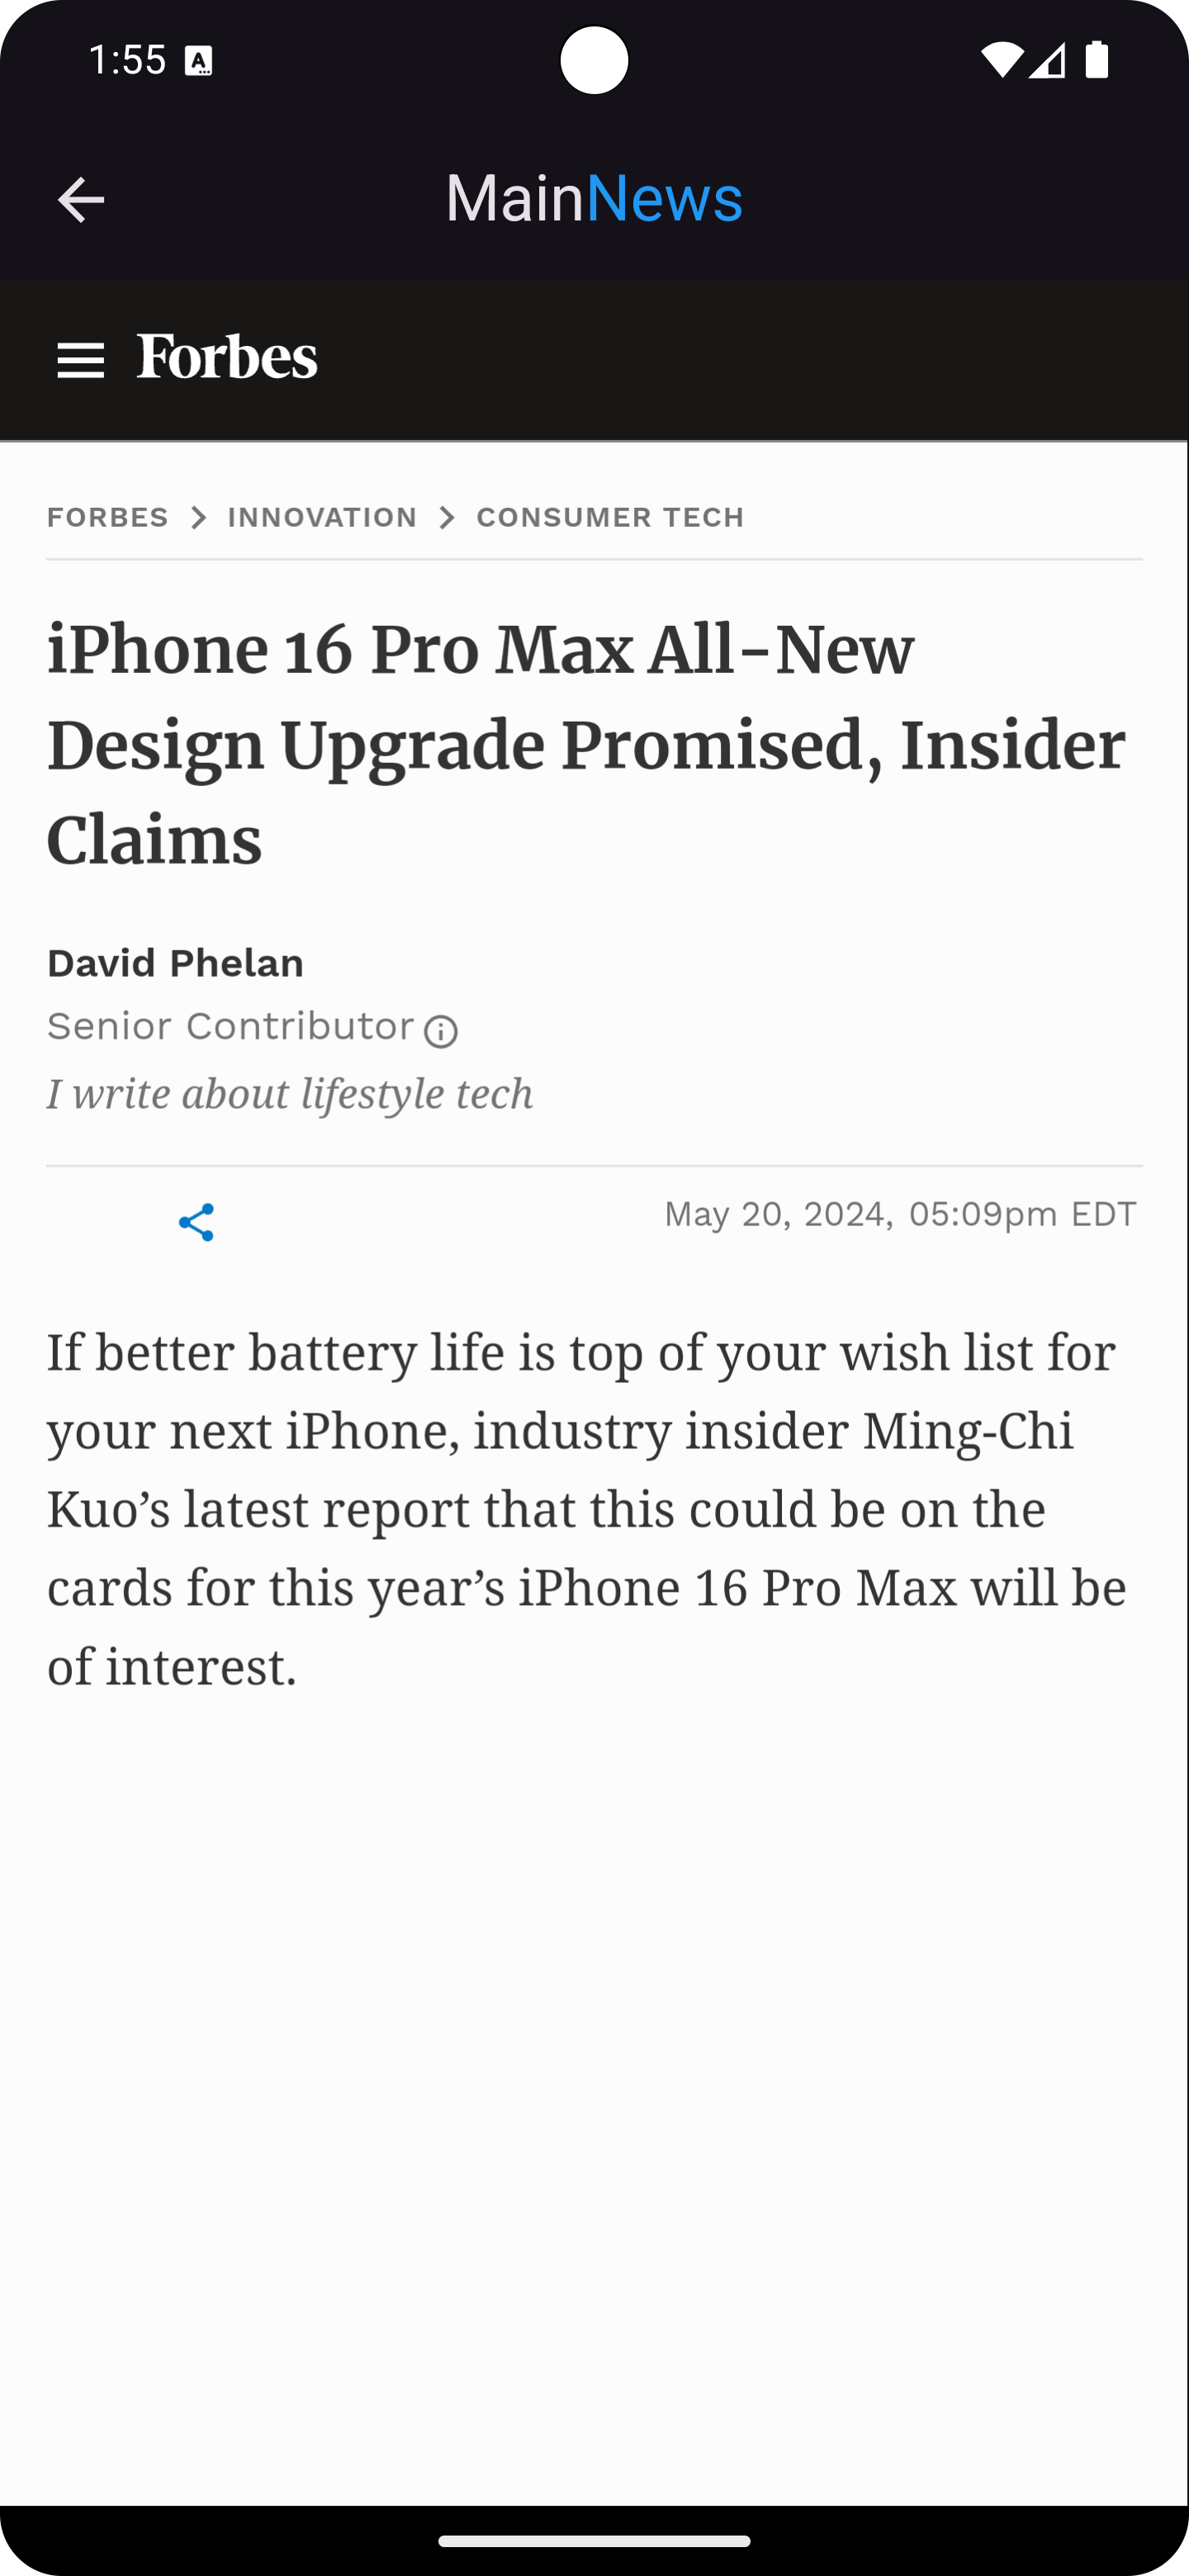 1:55 A
MainNews
Forbes
FORBES > INNOVATION > CONSUMER TECH
iPhone 16 Pro Max All-New
Design Upgrade Promised, Insider
Claims
David Phelan
Senior Contributor
I write about lifestyle tech
May 20, 2024, 05:09pm EDT
If better battery life is top of your wish list for
your next iPhone, industry insider Ming-Chi
Kuo’s latest report that this could be on the
cards for this year’s iPhone 16 Pro Max will be
of interest.